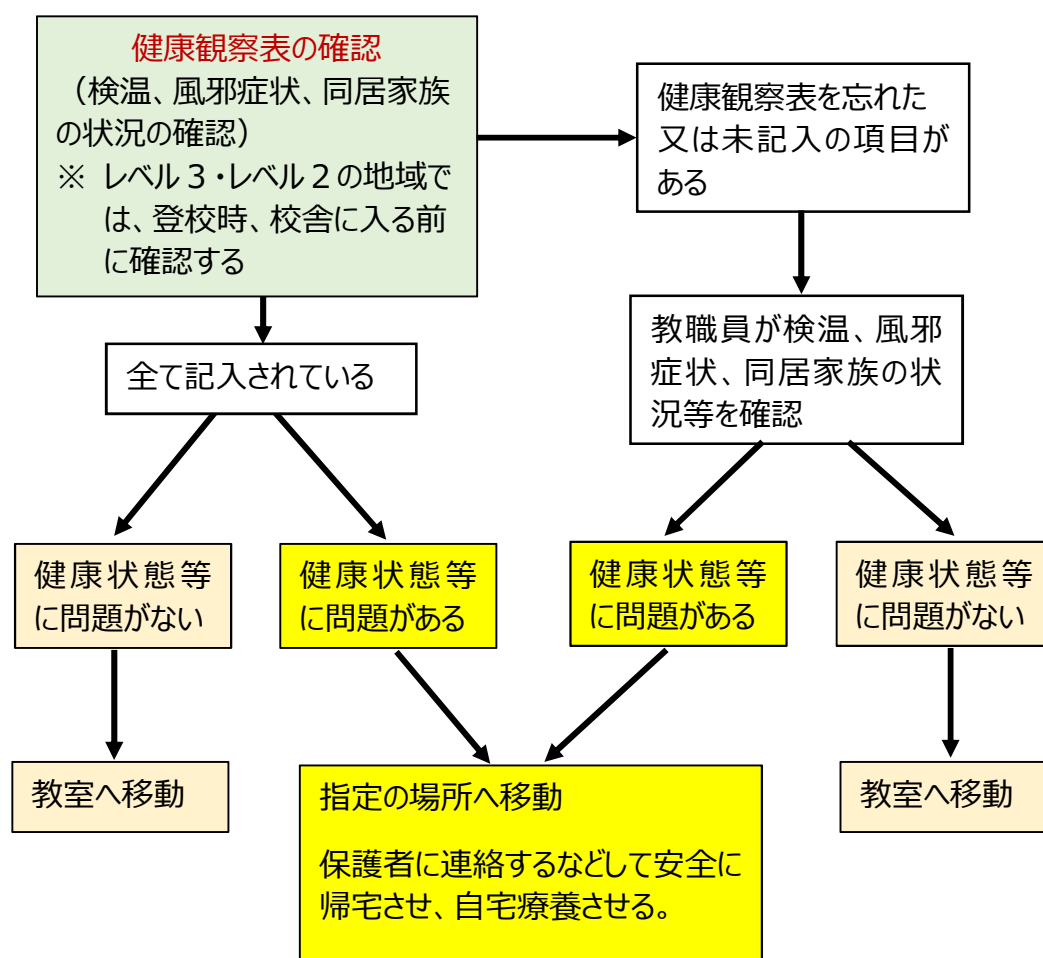 健康観察表の確認
（検温、風邪症状、同居家族
の状況の確認）
※ レベル３・レベル２の地域で
は、登校時、校舎に入る前
に確認する
健康観察表を忘れた
又は未記入の項目が
ある
全て記入されている
教職員が検温、風邪
症状、同居家族の状
況等を確認
健康状態等
に問題がない
健康状態等
に問題がある
健康状態等
に問題がある
健康状態等
に問題がない
教室へ移動
指定の場所へ移動
保護者に連絡するなどして安全に
帰宅させ、自宅療養させる。
教室へ移動